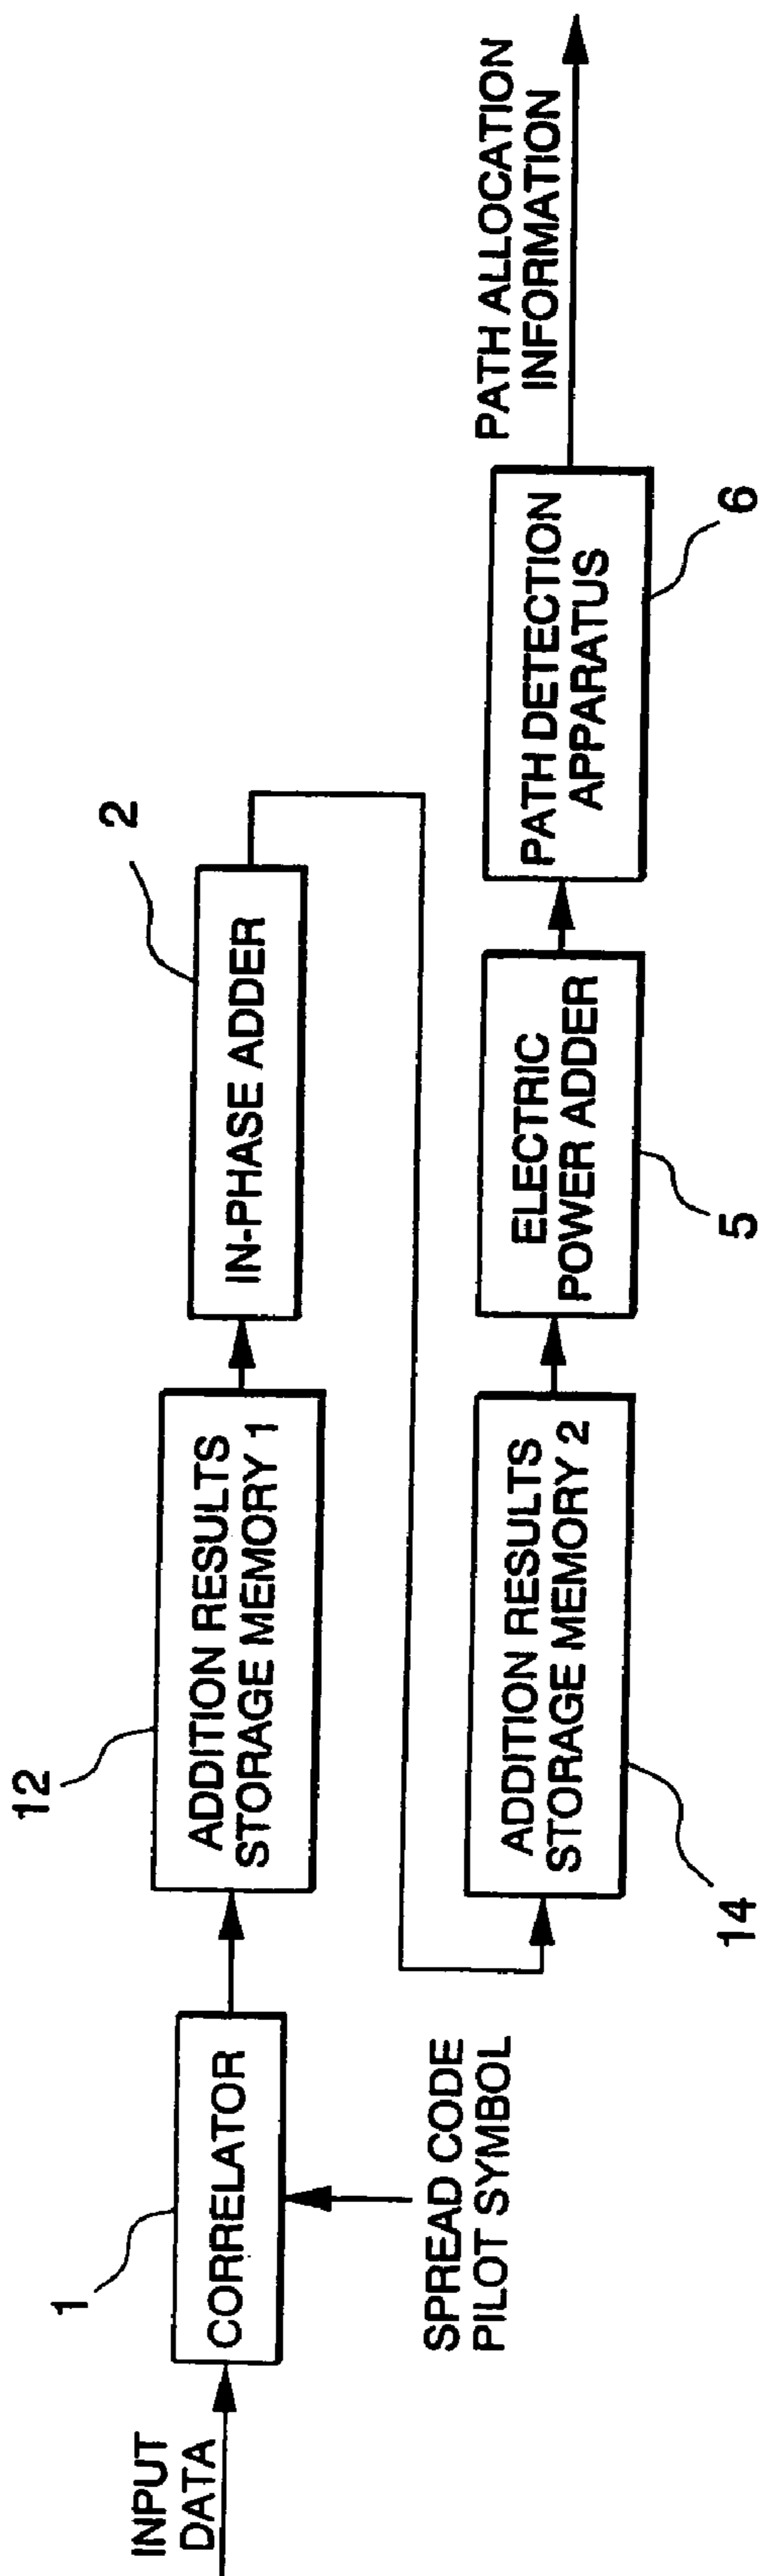 INPUT
DATA
1
CORRELATOR
SPREAD CODE
PILOT SYMBOL
12
ADDITION RESULTS
STORAGE MEMORY 1
2
IN-PHASE ADDER
ADDITION RESULTS
STORAGE MEMORY 2
14
ELECTRIC
POWER ADDER
5
PATH DETECTION
APPARATUS
6
PATH ALLOCATION
INFORMATION